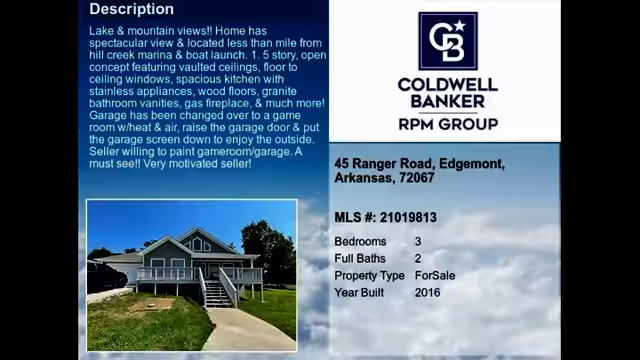 Description
Lake & mountain views!! Home has
spectacular view & located less than mile from
hill creek marina & boat launch. 1. 5 story, open
concept featuring vaulted ceilings, floor to
ceiling windows, spacious kitchen with
stainless appliances, wood floors, granite
bathroom vanities, gas fireplace, & much more!
Garage has been changed over to a game
room w/heat & air, raise the garage door & put
the garage screen down to enjoy the outside.
Seller willing to paint gameroom/garage. A
must see!! Very motivated seller!
CB
COLDWELL
BANKER
RPM GROUP
45 Ranger Road, Edgemont,
Arkansas, 72067
MLS #: 21019813
Bedrooms 3
Full Baths 2
Property Type ForSale
Year Built 2016